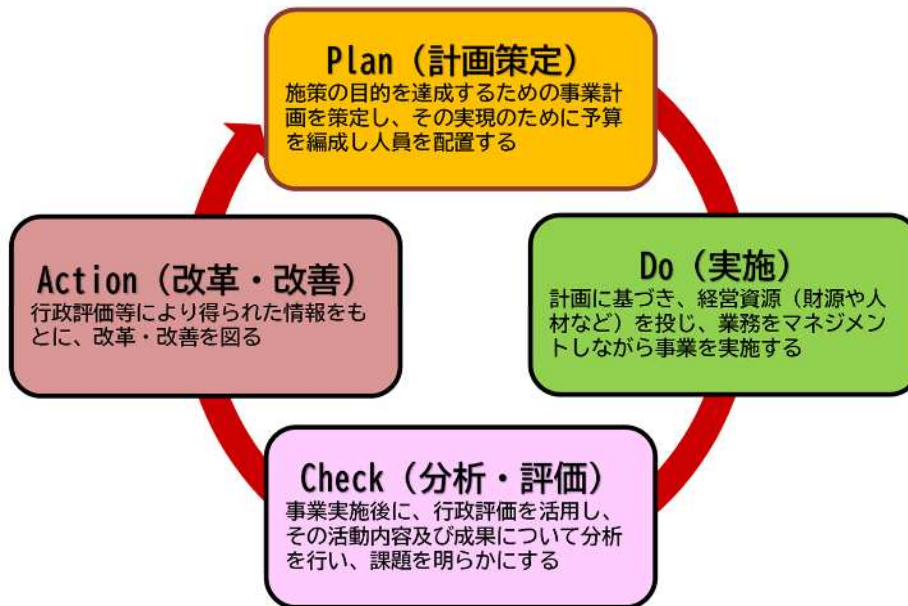 Plan（計画策定）
施策の目的を達成するための事業計
画を策定し、その実現のために予算
を編成し人員を配置する
Do（実施）
計画に基づき、経営資源（財源や人
材など）を投じ、業務をマネジメン
トしながら事業を実施する
Check（分析・評価）
事業実施後に、行政評価を活用し、
その活動内容及び成果について分析
を行い、課題を明らかにする
Action（改革・改善）
行政評価等により得られた情報をも
とに、改革・改善を図る